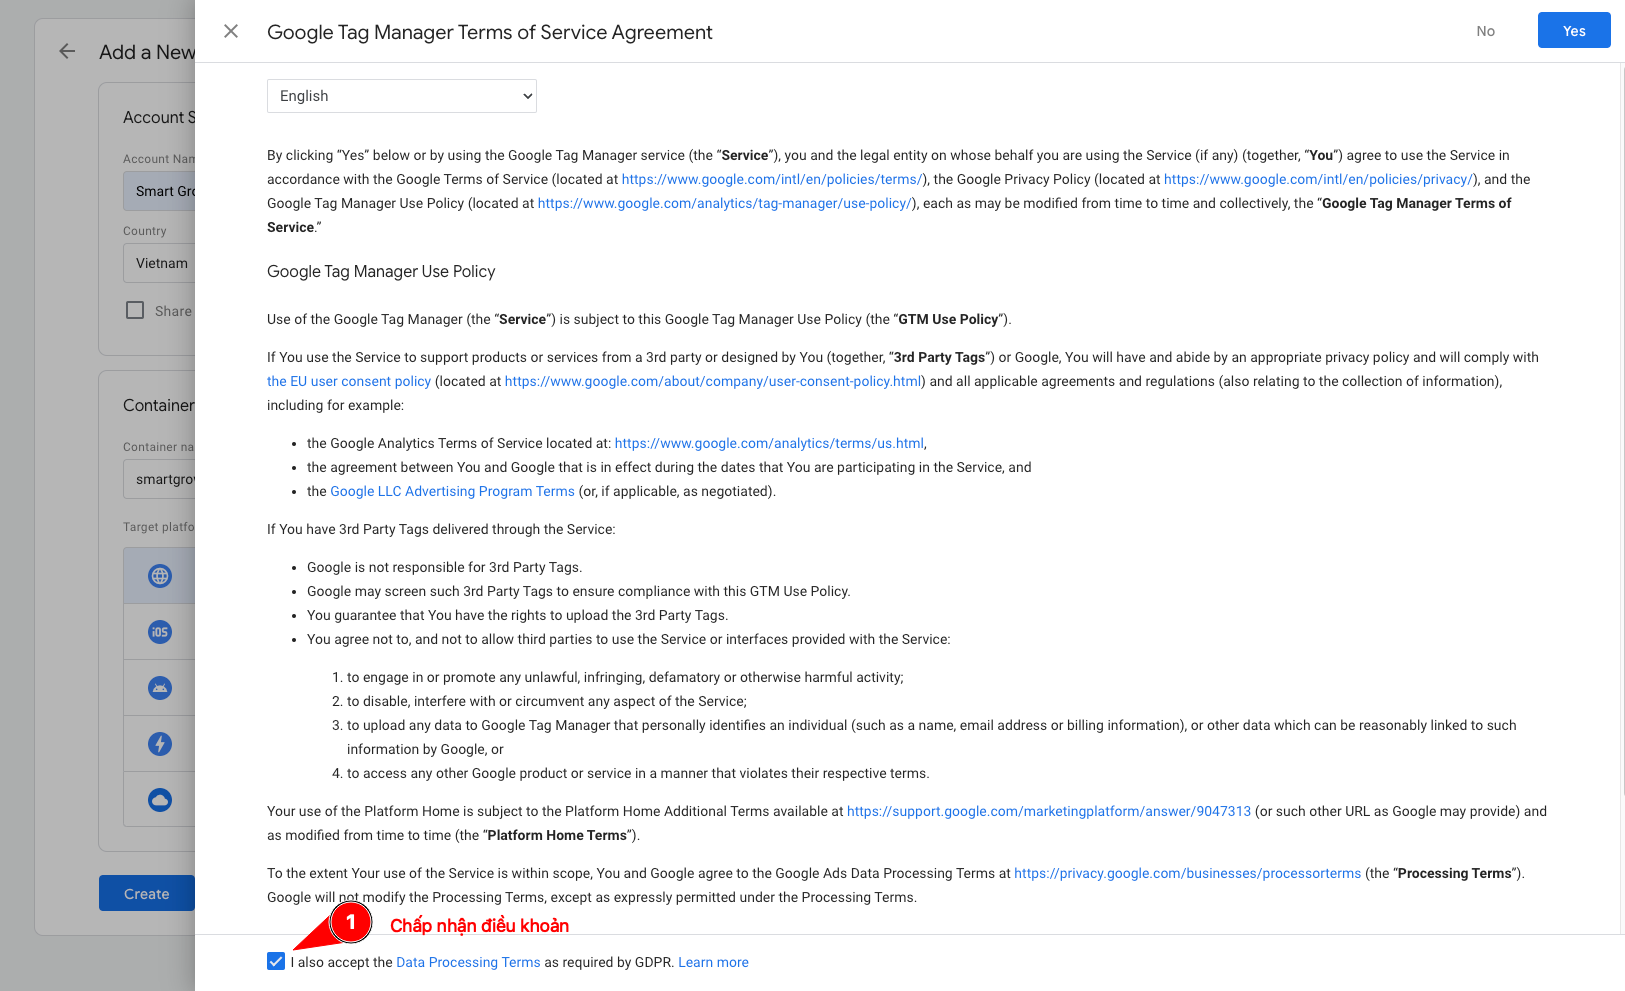 Google Tag Manager Terms of Service Agreement
No
Yes
Add a New
Account S
Account Nam
Smart Gro
Country
Vietnam
Share
Container
Container na
smartgro
Target platfo
iOS
Create
English
By clicking “Yes” below or by using the Google Tag Manager service (the “Service”), you and the legal entity on whose behalf you are using the Service (if any) (together, “You”) agree to use the Service in
accordance with the Google Terms of Service (located at https://www.google.com/intl/en/policies/terms/), the Google Privacy Policy (located at https://www.google.com/intl/en/policies/privacy/), and the
Google Tag Manager Use Policy (located at https://www.google.com/analytics/tag-manager/use-policy/), each as may be modified from time to time and collectively, the “Google Tag Manager Terms of
Service.”
Google Tag Manager Use Policy
Use of the Google Tag Manager (the “Service”) is subject to this Google Tag Manager Use Policy (the “GTM Use Policy”).
If You use the Service to support products or services from a 3rd party or designed by You (together, “3rd Party Tags”) or Google, You will have and abide by an appropriate privacy policy and will comply with
the EU user consent policy (located at https://www.google.com/about/company/user-consent-policy.html) and all applicable agreements and regulations (also relating to the collection of information),
including for example:
• the Google Analytics Terms of Service located at: https://www.google.com/analytics/terms/us.html,
• the agreement between You and Google that is in effect during the dates that You are participating in the Service, and
• the Google LLC Advertising Program Terms (or, if applicable, as negotiated).
If You have 3rd Party Tags delivered through the Service:
• Google is not responsible for 3rd Party Tags.
• Google may screen such 3rd Party Tags to ensure compliance with this GTM Use Policy.
• You guarantee that You have the rights to upload the 3rd Party Tags.
• You agree not to, and not to allow third parties to use the Service or interfaces provided with the Service:
1. to engage in or promote any unlawful, infringing, defamatory or otherwise harmful activity;
2. to disable, interfere with or circumvent any aspect of the Service;
3. to upload any data to Google Tag Manager that personally identifies an individual (such as a name, email address or billing information), or other data which can be reasonably linked to such
information by Google, or
4. to access any other Google product or service in a manner that violates their respective terms.
Your use of the Platform Home is subject to the Platform Home Additional Terms available at https://support.google.com/marketingplatform/answer/9047313 (or such other URL as Google may provide) and
as modified from time to time (the “Platform Home Terms”).
To the extent Your use of the Service is within scope, You and Google agree to the Google Ads Data Processing Terms at https://privacy.google.com/businesses/processorterms (the “Processing Terms”).
Google will not modify the Processing Terms, except as expressly permitted under the Processing Terms.
1
Chấp nhận điều khoản
I also accept the Data Processing Terms as required by GDPR. Learn more